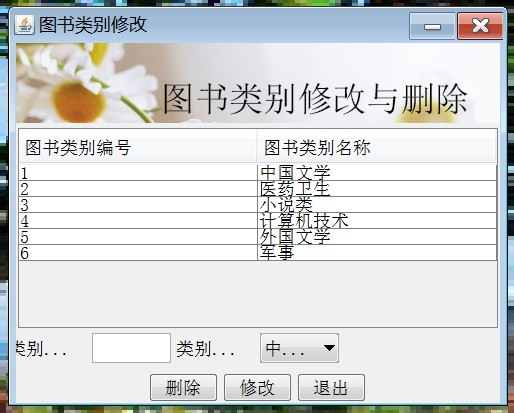 图书类别修改
图书类别修改与删除
图书类别编号 图书类别名称
1 中国文学
2 医药卫生
3 小说类
4 计算机技术
5 外国文学
6 军事
类别... 类别... 中...
删除 修改 退出